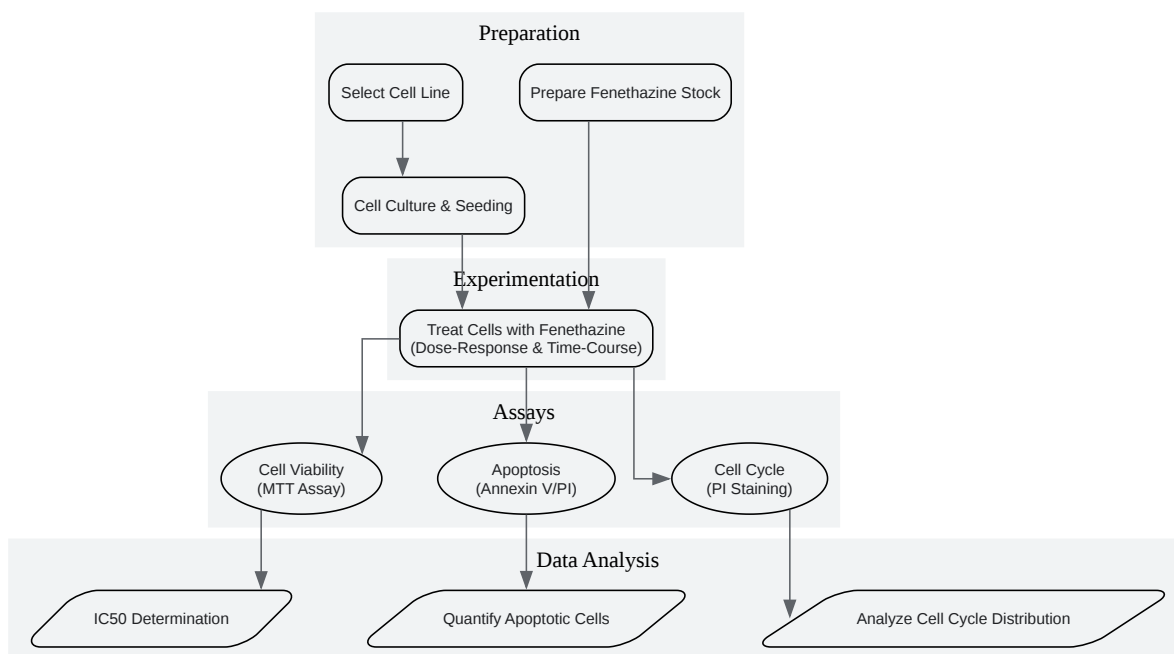 Preparation
Select Cell Line
Prepare Fenethazine Stock
Cell Culture & Seeding
Experimentation
Treat Cells with Fenethazine
(Dose-Response & Time-Course)
Assays
Cell Viability
(MTT Assay)
Apoptosis
(Annexin V/PI)
Cell Cycle
(PI Staining)
Data Analysis
IC50 Determination
Quantify Apoptotic Cells
Analyze Cell Cycle Distribution